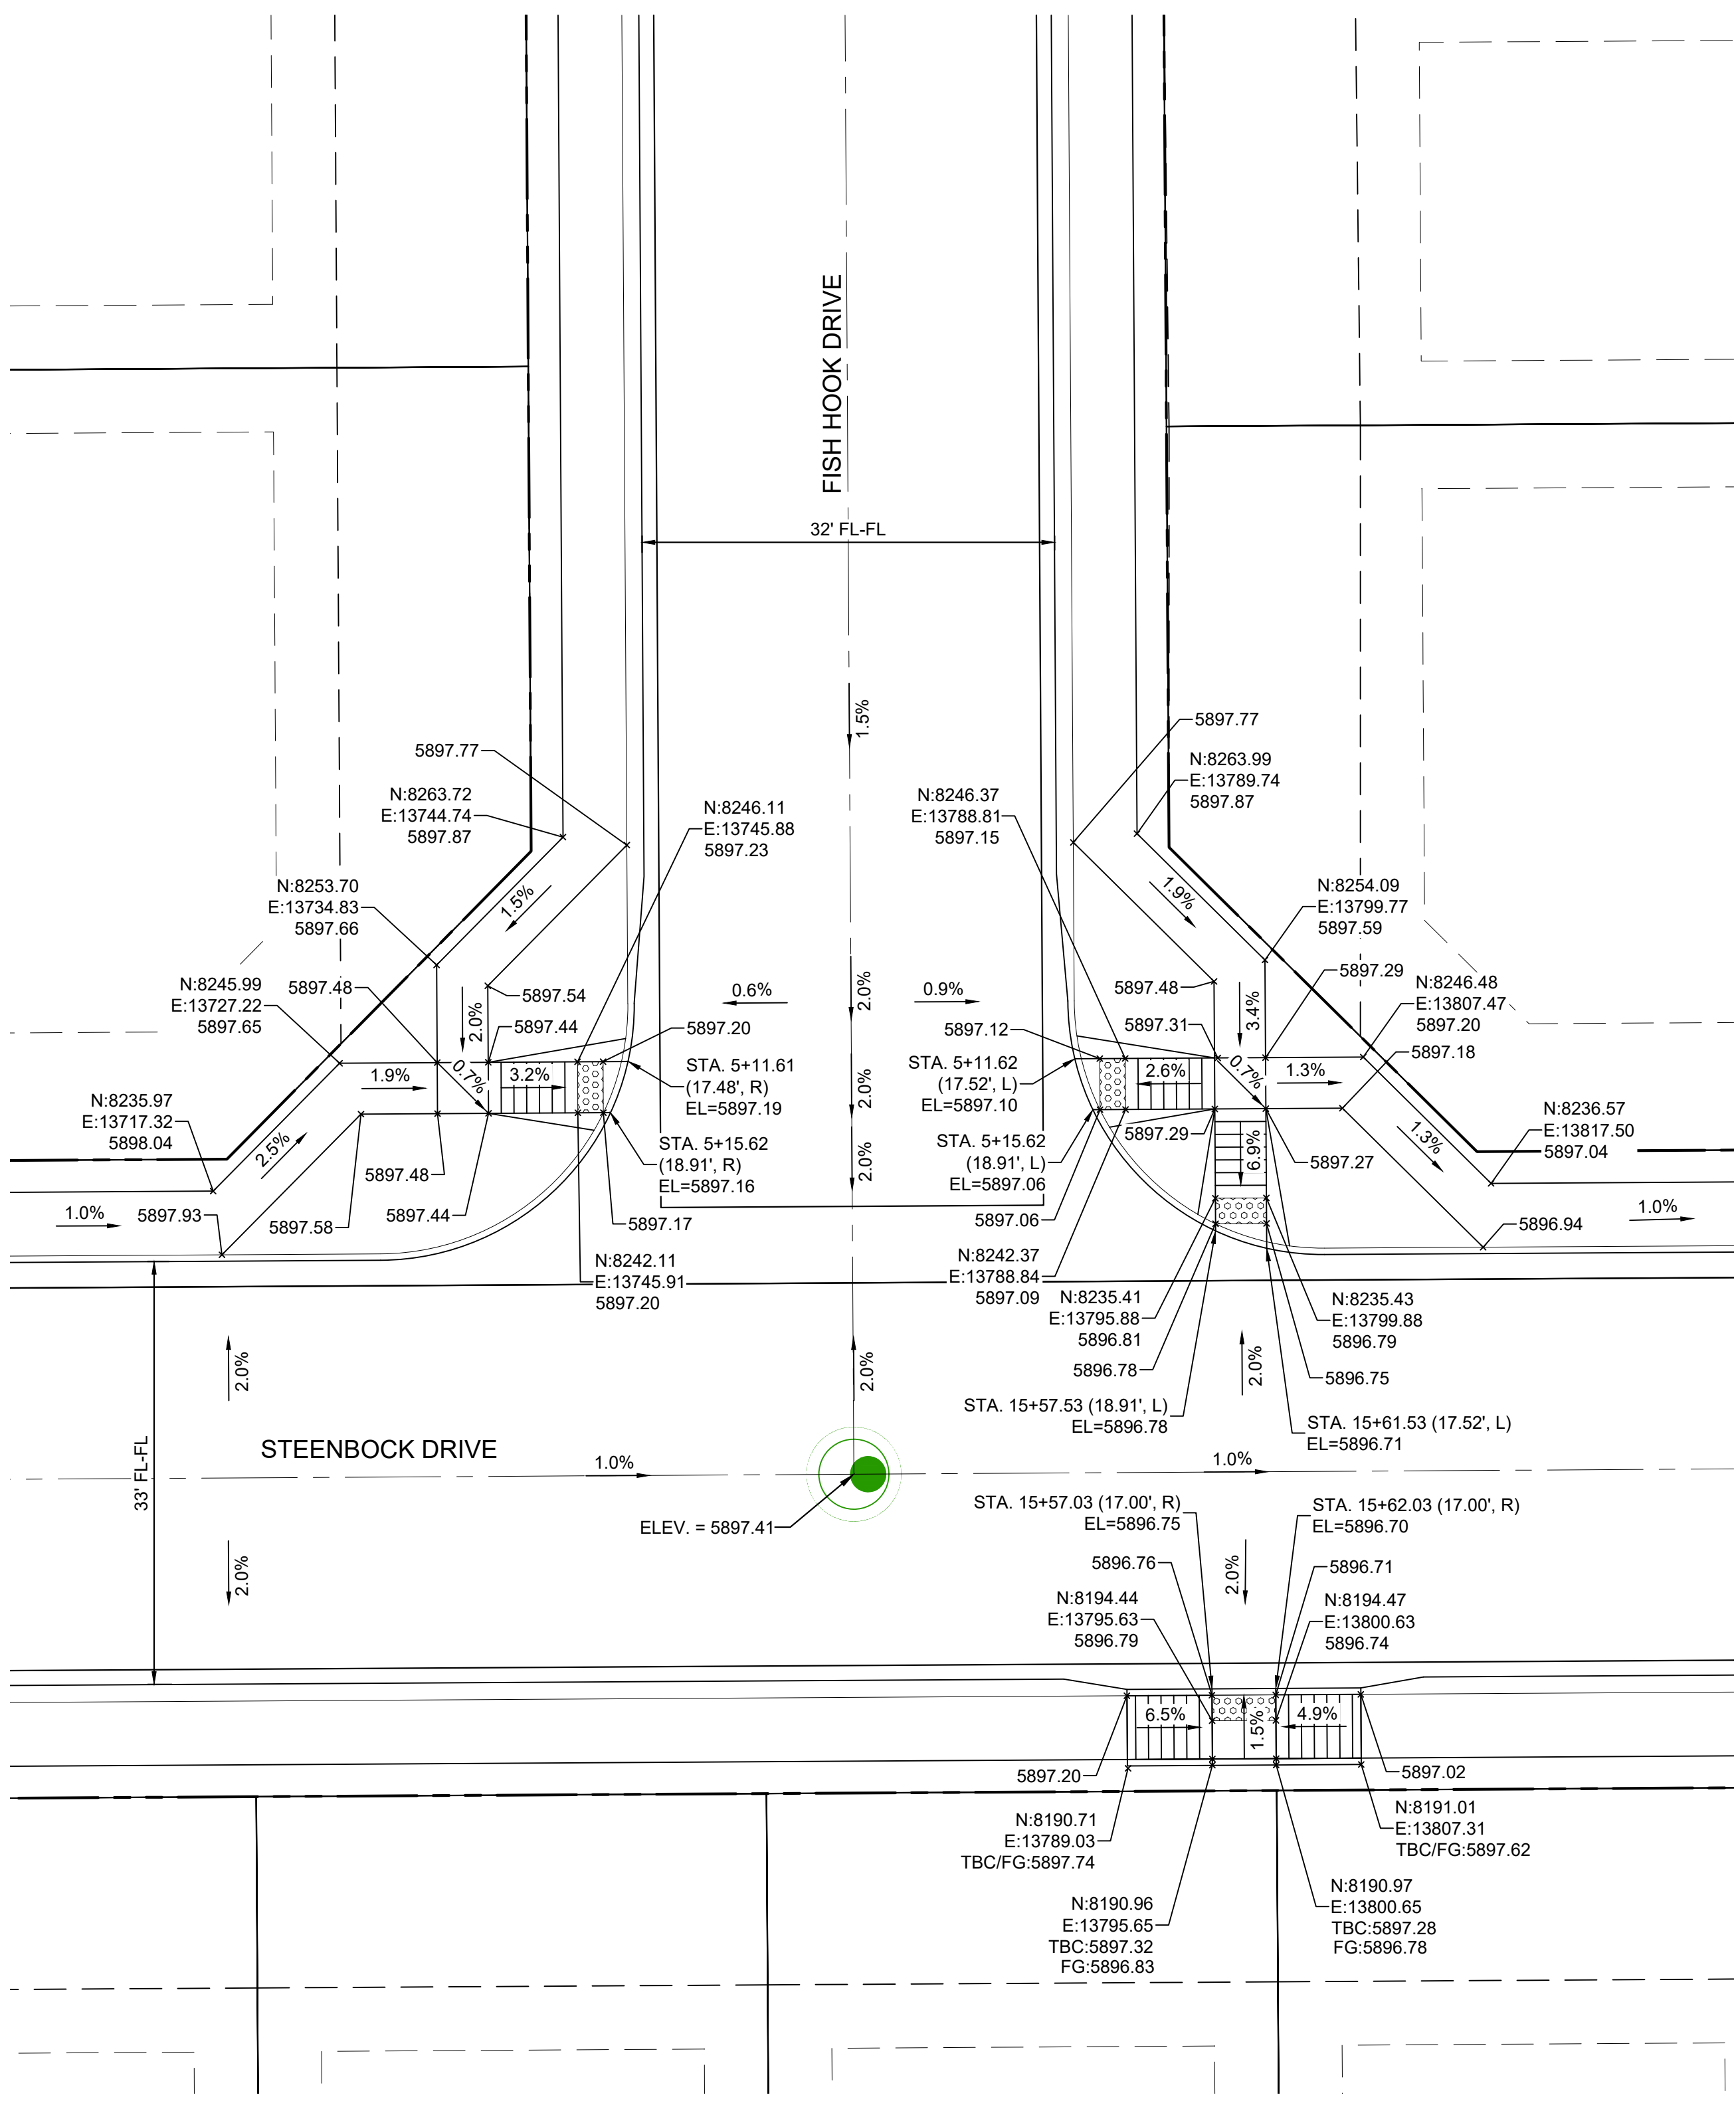 FISH HOOK DRIVE
32' FL-FL
1.5%
5897.77
N:8263.72
E:13744.74
5897.87
N:8253.70
E:13734.83
5897.66
N:8245.99
E:13727.22
5897.65
5897.48
N:8235.97
E:13717.32
5898.04
1.5%
2.0%
5897.54
5897.44
0.7%
1.9%
3.2%
2.5%
1.0%
5897.93
5897.58
5897.48
5897.44
N:8246.11
E:13745.88
5897.23
5897.20
STA. 5+11.61
(17.48', R)
EL=5897.19
STA. 5+15.62
(18.91', R)
EL=5897.16
5897.17
N:8242.11
E:13745.91
5897.20
0.6%
0.9%
2.0%
2.0%
2.0%
N:8246.37
E:13788.81
5897.15
5897.12
STA. 5+11.62
(17.52', L)
EL=5897.10
STA. 5+15.62
(18.91', L)
EL=5897.06
5897.06
N:8242.37
E:13788.84
5897.09
5897.77
N:8263.99
E:13789.74
5897.87
1.9%
N:8254.09
E:13799.77
5897.59
5897.48
5897.31
5897.29
3.4%
N:8246.48
E:13807.47
5897.20
5897.18
0.7%
2.6%
1.3%
5897.29
6.9%
5897.27
1.3%
N:8236.57
E:13817.50
5897.04
5896.94
1.0%
N:8235.41
E:13795.88
5896.81
5896.78
STA. 15+57.53 (18.91', L)
EL=5896.78
N:8235.43
E:13799.88
5896.79
5896.75
STA. 15+61.53 (17.52', L)
EL=5896.71
2.0%
2.0%
2.0%
33' FL-FL
STEENBOCK DRIVE
1.0%
1.0%
ELEV. = 5897.41
2.0%
2.0%
STA. 15+57.03 (17.00', R)
EL=5896.75
STA. 15+62.03 (17.00', R)
EL=5896.70
5896.76
5896.71
N:8194.44
E:13795.63
5896.79
N:8194.47
E:13800.63
5896.74
6.5%
1.5%
4.9%
5897.20
5897.02
N:8190.71
E:13789.03
TBC/FG:5897.74
N:8191.01
E:13807.31
TBC/FG:5897.62
N:8190.96
E:13795.65
TBC:5897.32
FG:5896.83
N:8190.97
E:13800.65
TBC:5897.28
FG:5896.78